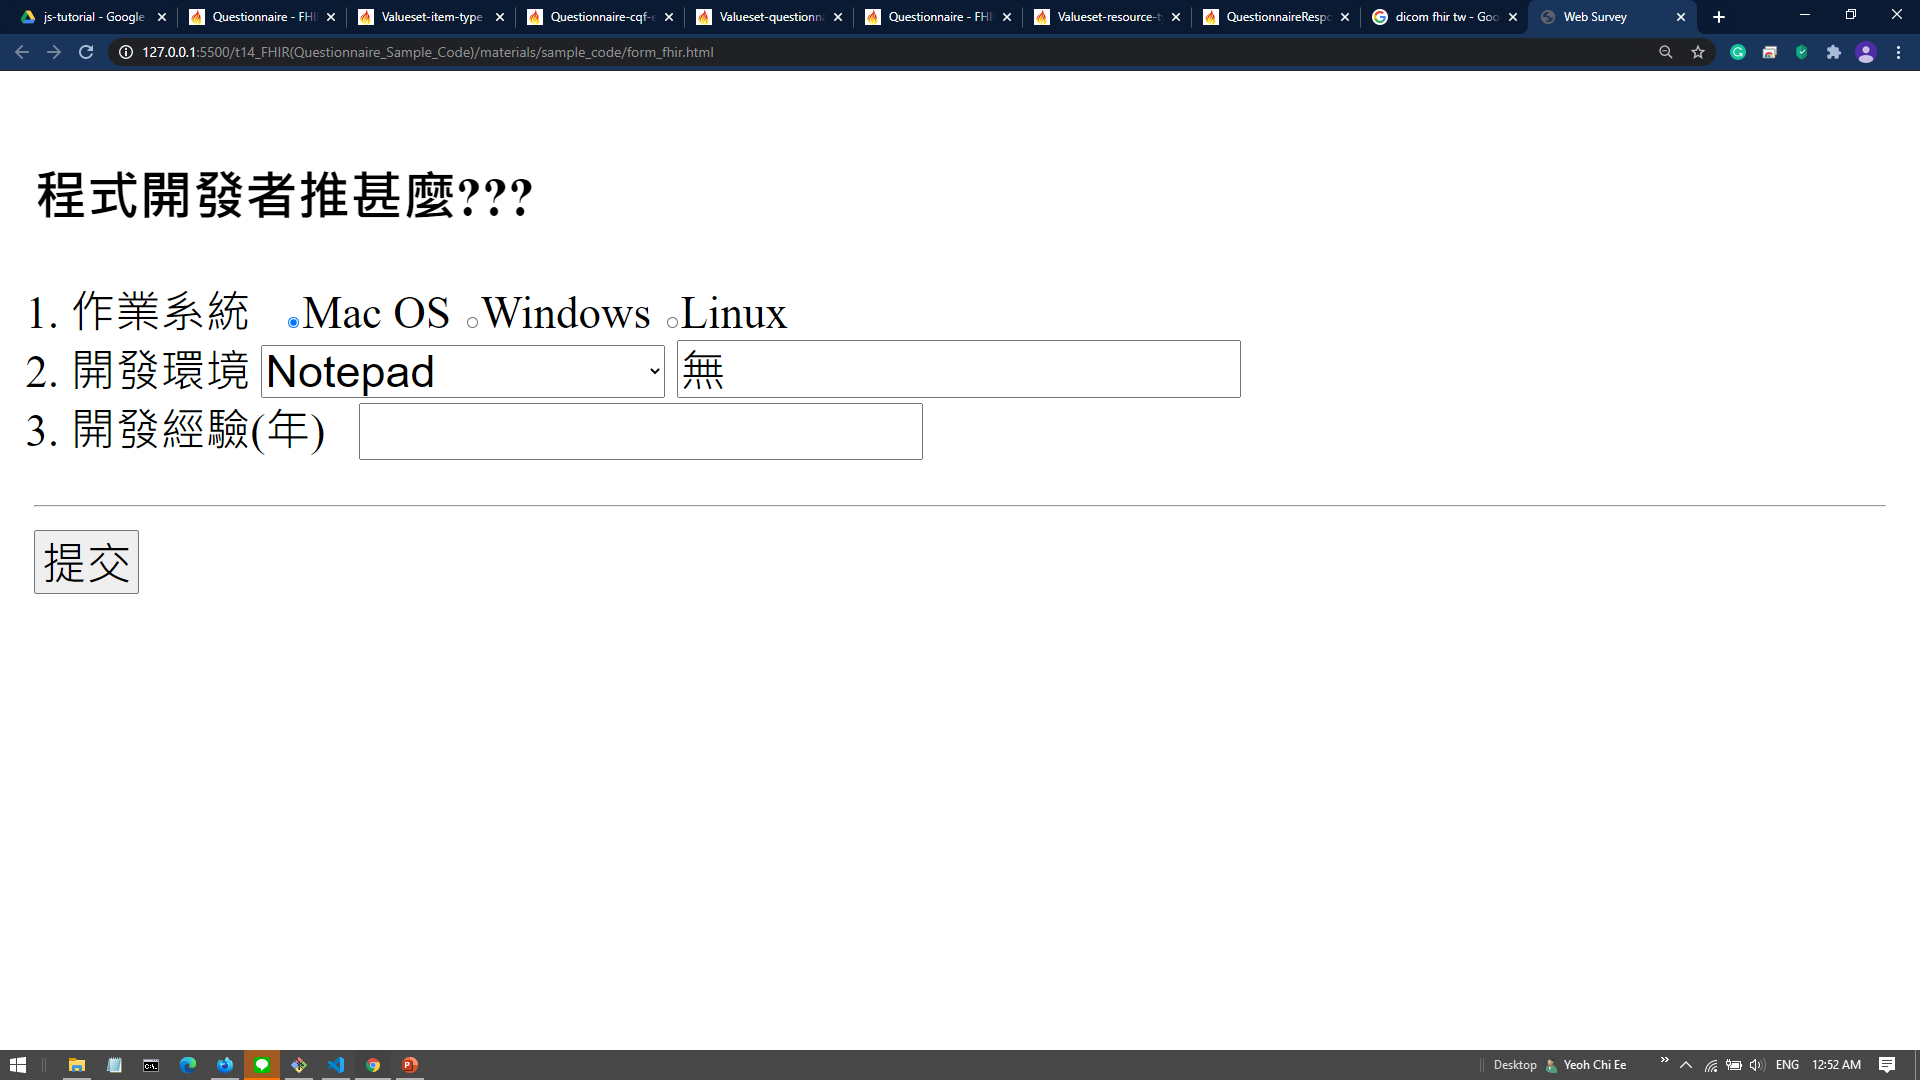 js-tutorial - Google
Questionnaire - FHI
Valueset-item-type
Questionnaire-cqf-e
Valueset-questionna
Questionnaire - FHI
Valueset-resource-t
QuestionnaireRespo
dicom fhir tw - Goo
Web Survey
127.0.0.1:5500/t14_FHIR(Questionnaire_Sample_Code)/materials/sample_code/form_fhir.html
程式開發者推甚麼???
1. 作業系統 Mac OS Windows Linux
2. 開發環境 Notepad 無
3. 開發經驗(年)
提交
Desktop Yeoh Chi Ee ENG 12:52 AM